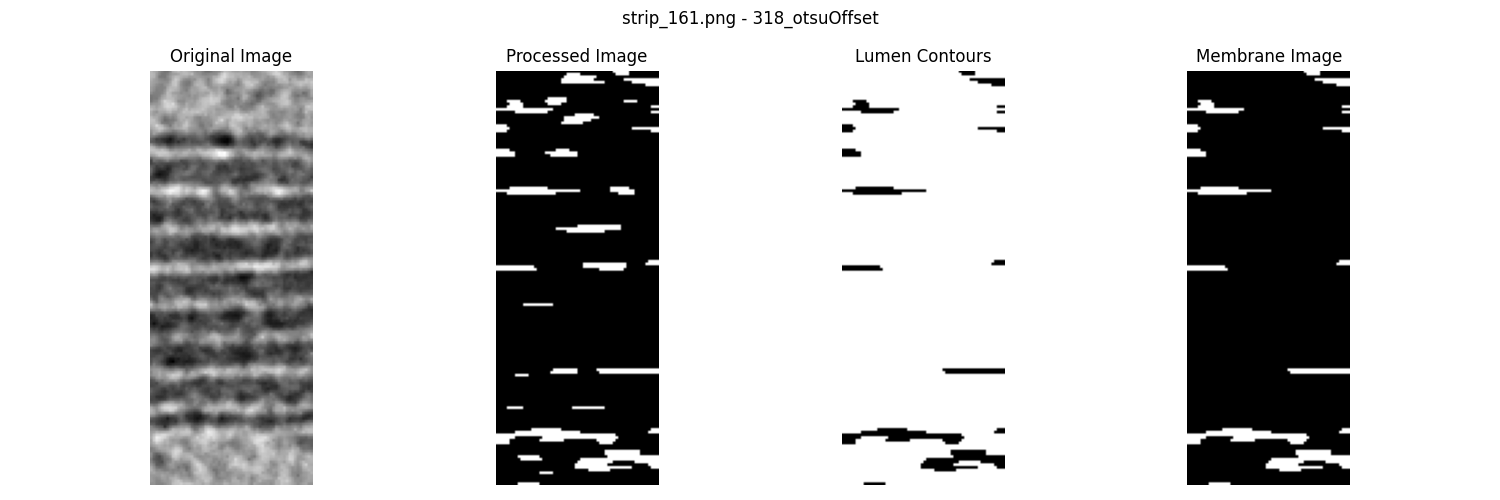 strip_161.png - 318_otsuOffset
Original Image
Processed Image
Lumen Contours
Membrane Image